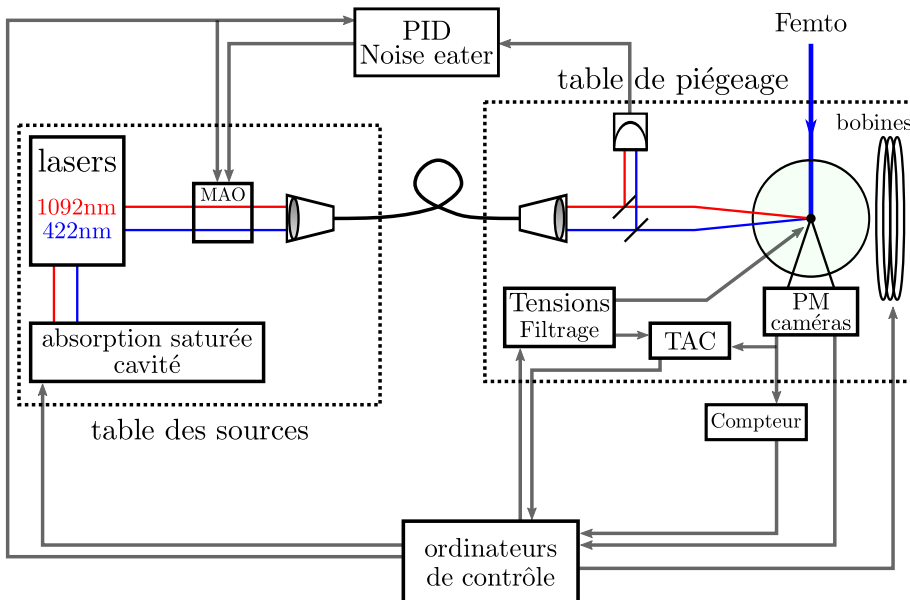 Femto
PID
Noise eater
table de piégeage
bobines
lasers
1092nm
422nm
MAO
absorption saturée
cavité
table des sources
Tensions
Filtrage
TAC
PM
caméras
Compteur
ordinateurs
de contrôle